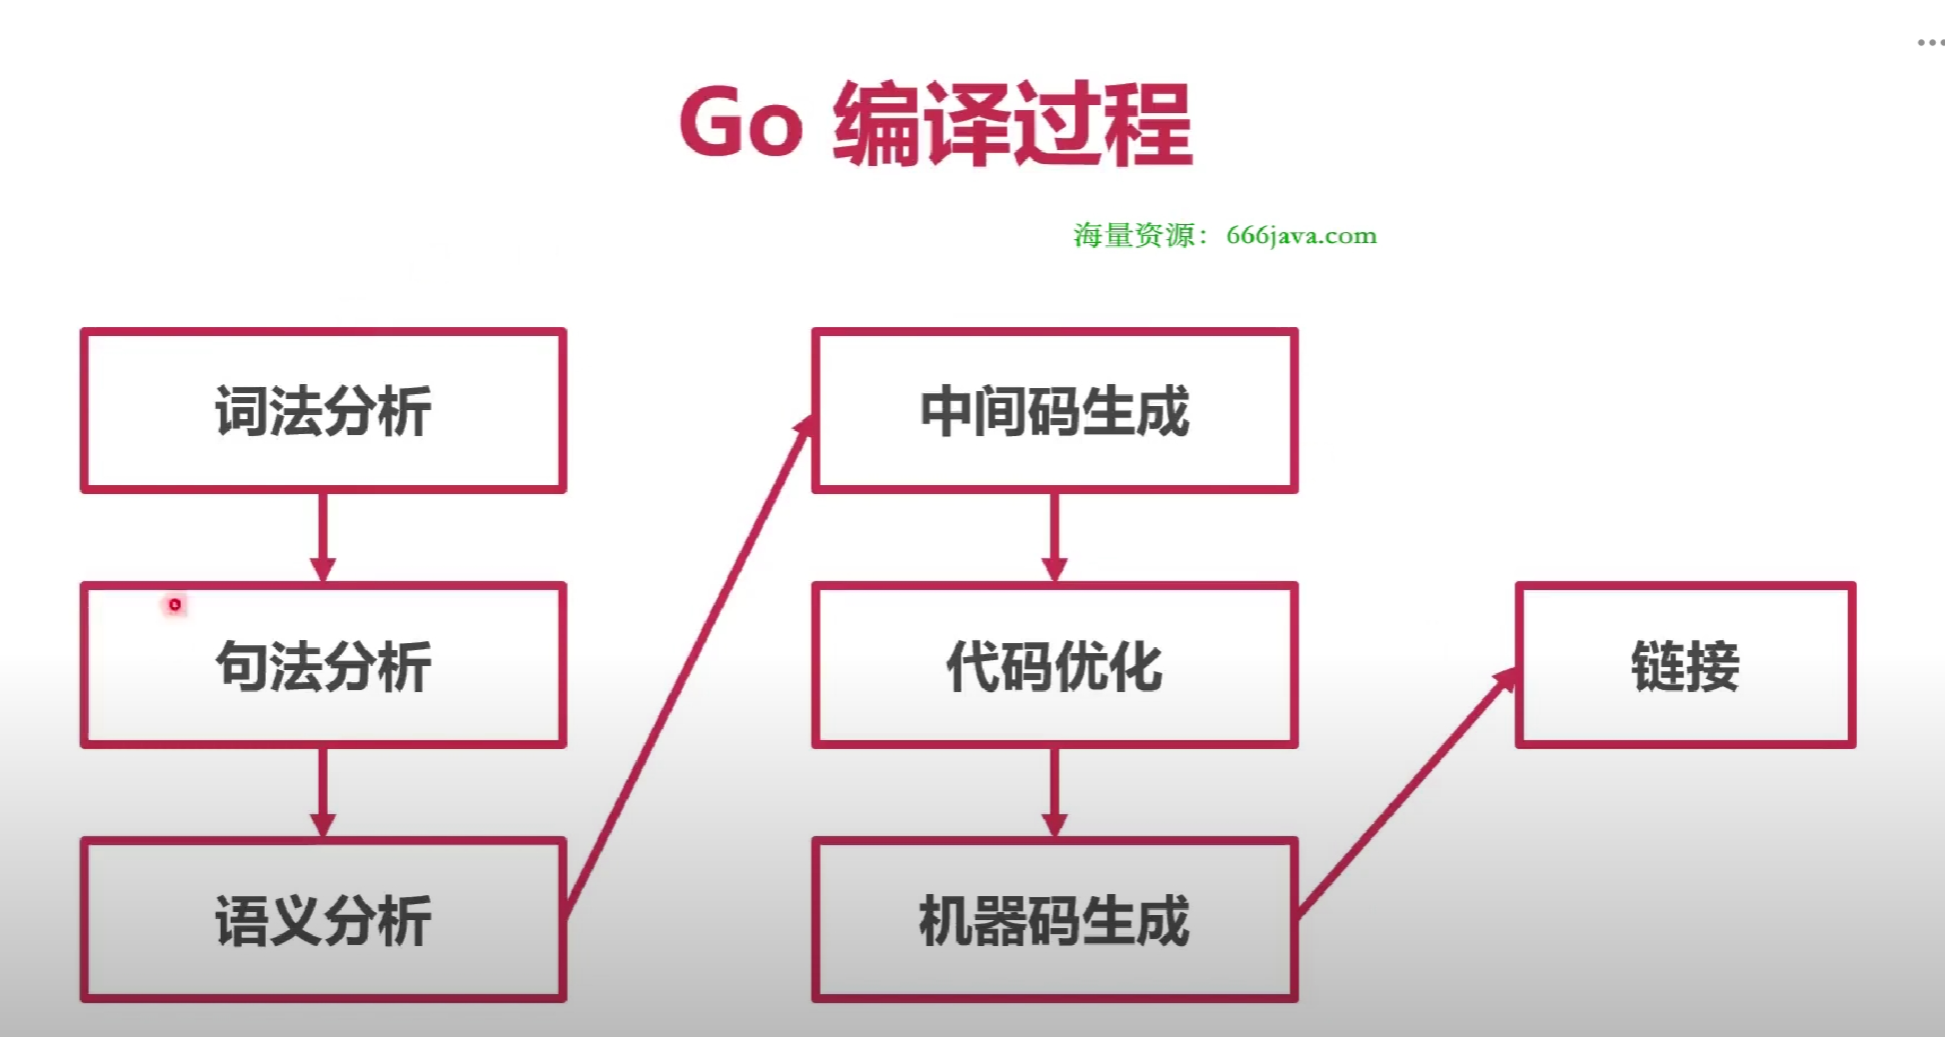 Go 编译过程
海量资源：666java.com
词法分析
句法分析
语义分析
中间码生成
代码优化
机器码生成
链接